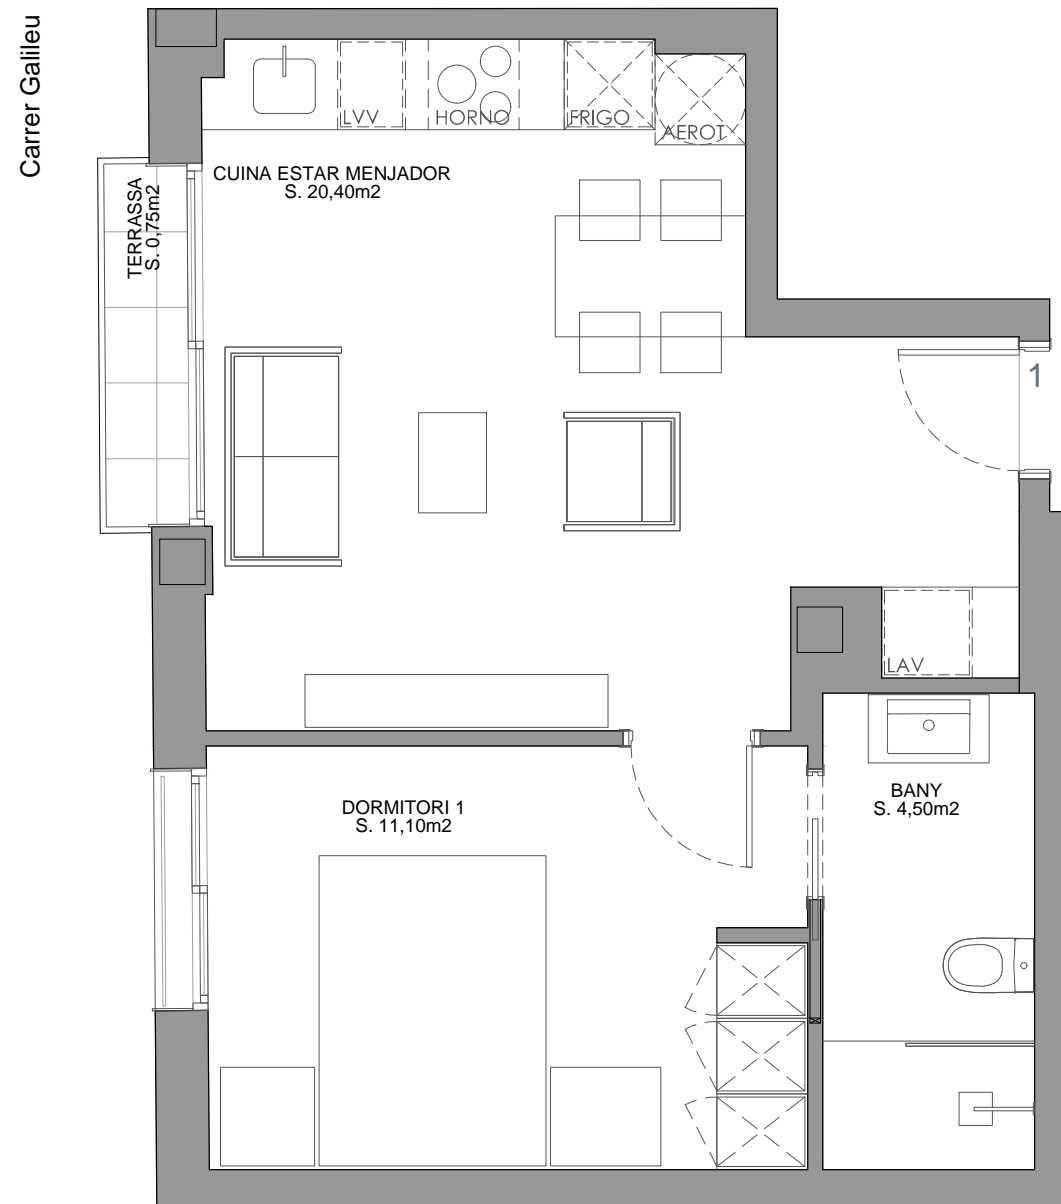 Carrer Galileu
LVV
HORNO
FRIGO
AEROT
CUINA ESTAR MENJADOR
S. 20,40m2
TERRASSA
S. 0,75m2
1
LAV
DORMITORI 1
S. 11,10m2
BANY
S. 4,50m2